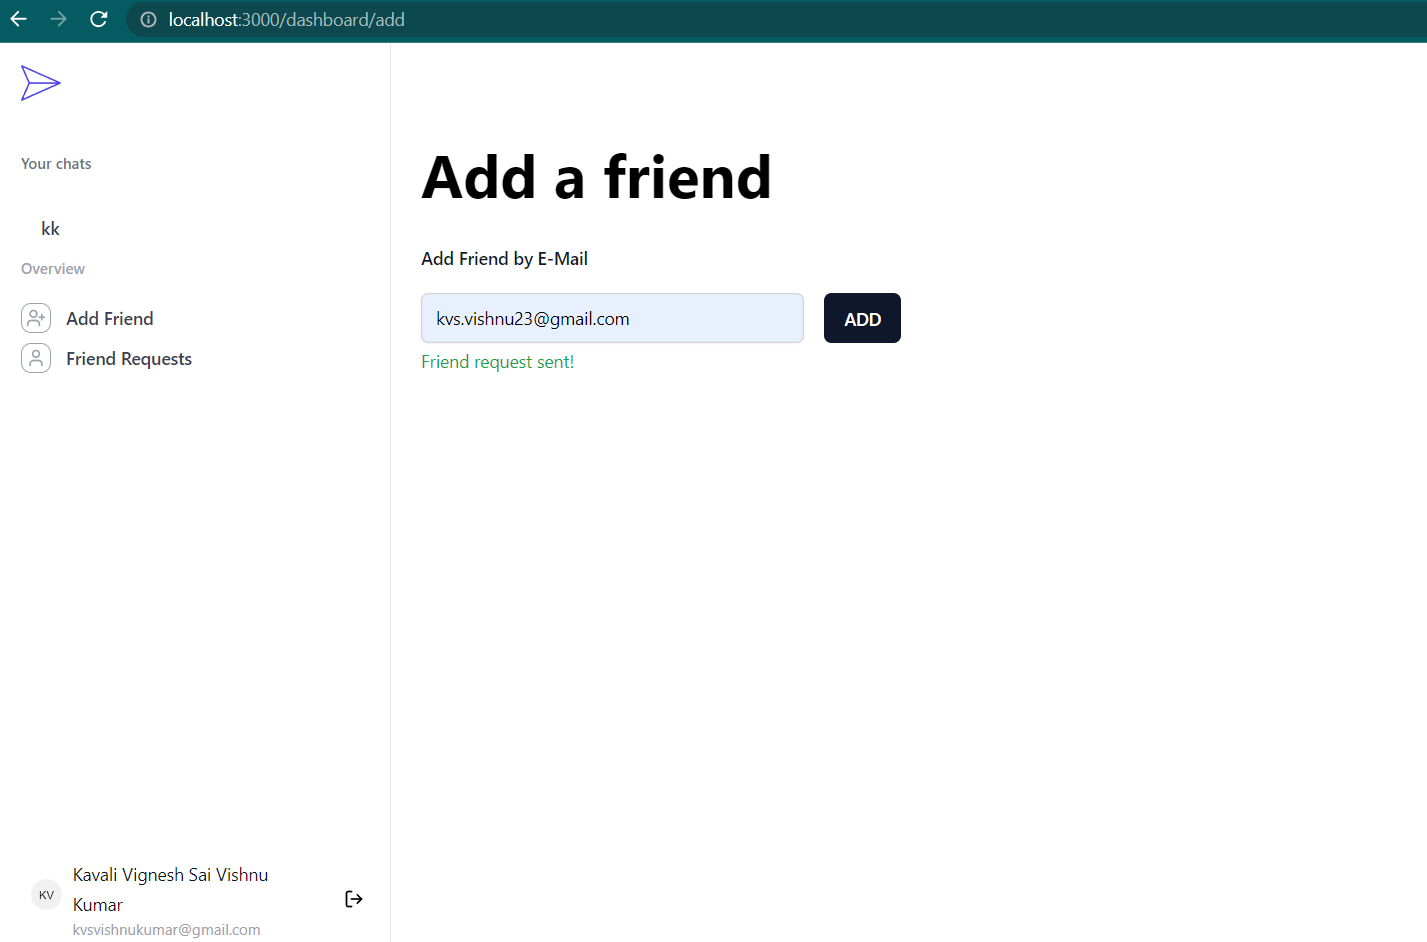 localhost:3000/dashboard/add
Your chats
kk
Overview
Add Friend
Friend Requests
Add a friend
Add Friend by E-Mail
kvs.vishnu23@gmail.com
ADD
Friend request sent!
KV
Kavali Vignesh Sai Vishnu
Kumar
kvsvishnukumar@gmail.com